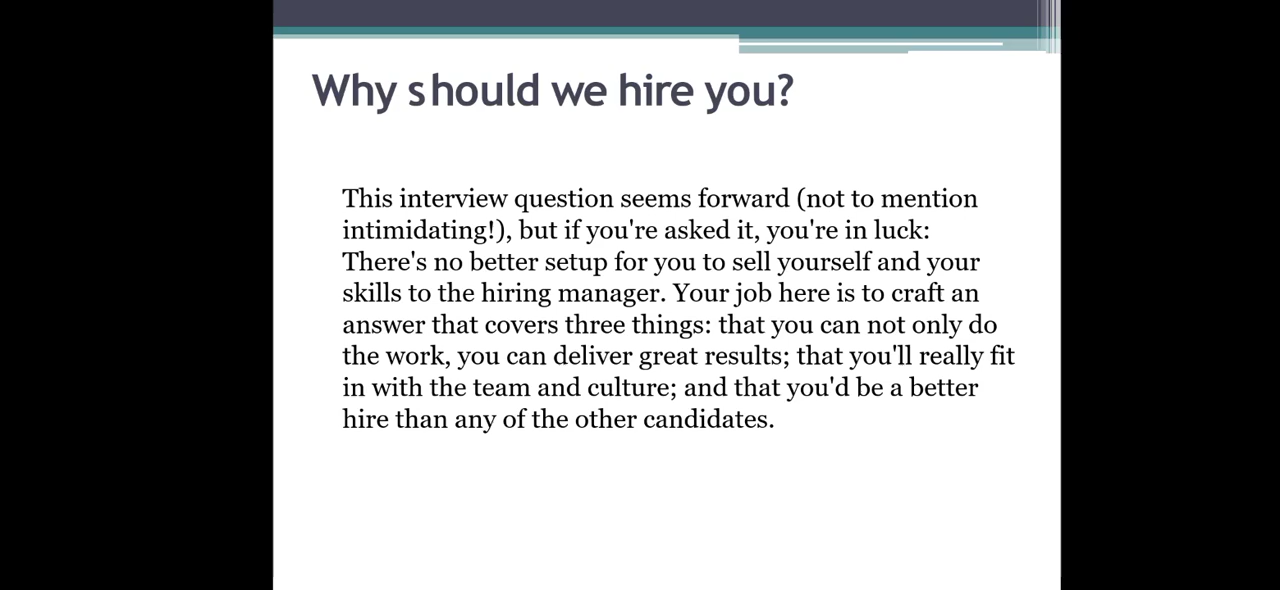 Why should we hire you?
This interview question seems forward (not to mention
intimidating!), but if you're asked it, you're in luck:
There's no better setup for you to sell yourself and your
skills to the hiring manager. Your job here is to craft an
answer that covers three things: that you can not only do
the work, you can deliver great results; that you'll really fit
in with the team and culture; and that you'd be a better
hire than any of the other candidates.